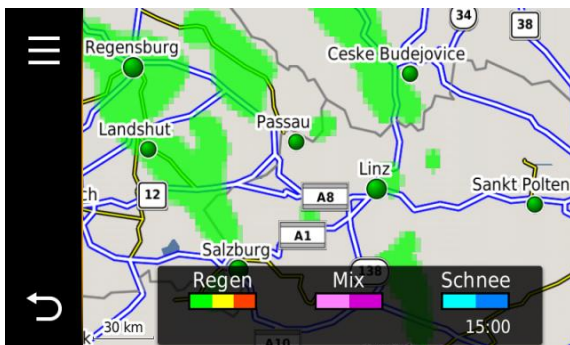 34
38
Regensburg
Ceske Budejovice
Passau
Landshut
Linz
ch
12
A8
Sankt Polten
A1
Salzburg
138
Regen
Mix
Schnee
30 km
15:00
A10